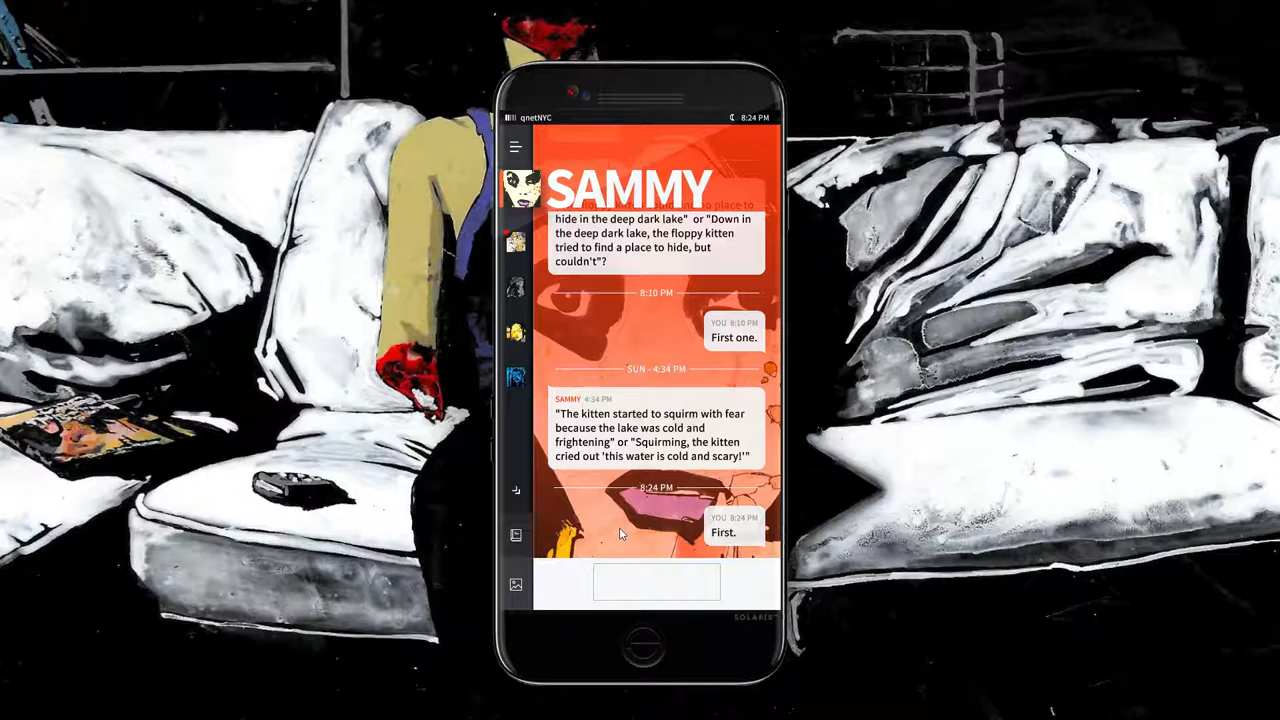 qnetNYC
8:24 PM
SAMMY
place to
hide in the deep dark lake" or "Down in
the deep dark lake, the floppy kitten
tried to find a place to hide, but
couldn't"?
8:10 PM
YOU 8:10 PM
First one.
SUN - 4:34 PM
SAMMY 4:34 PM
"The kitten started to squirm with fear
because the lake was cold and
frightening" or "Squirming, the kitten
cried out 'this water is cold and scary!'"
8:24 PM
YOU 8:24 PM
First.
SOLARIS